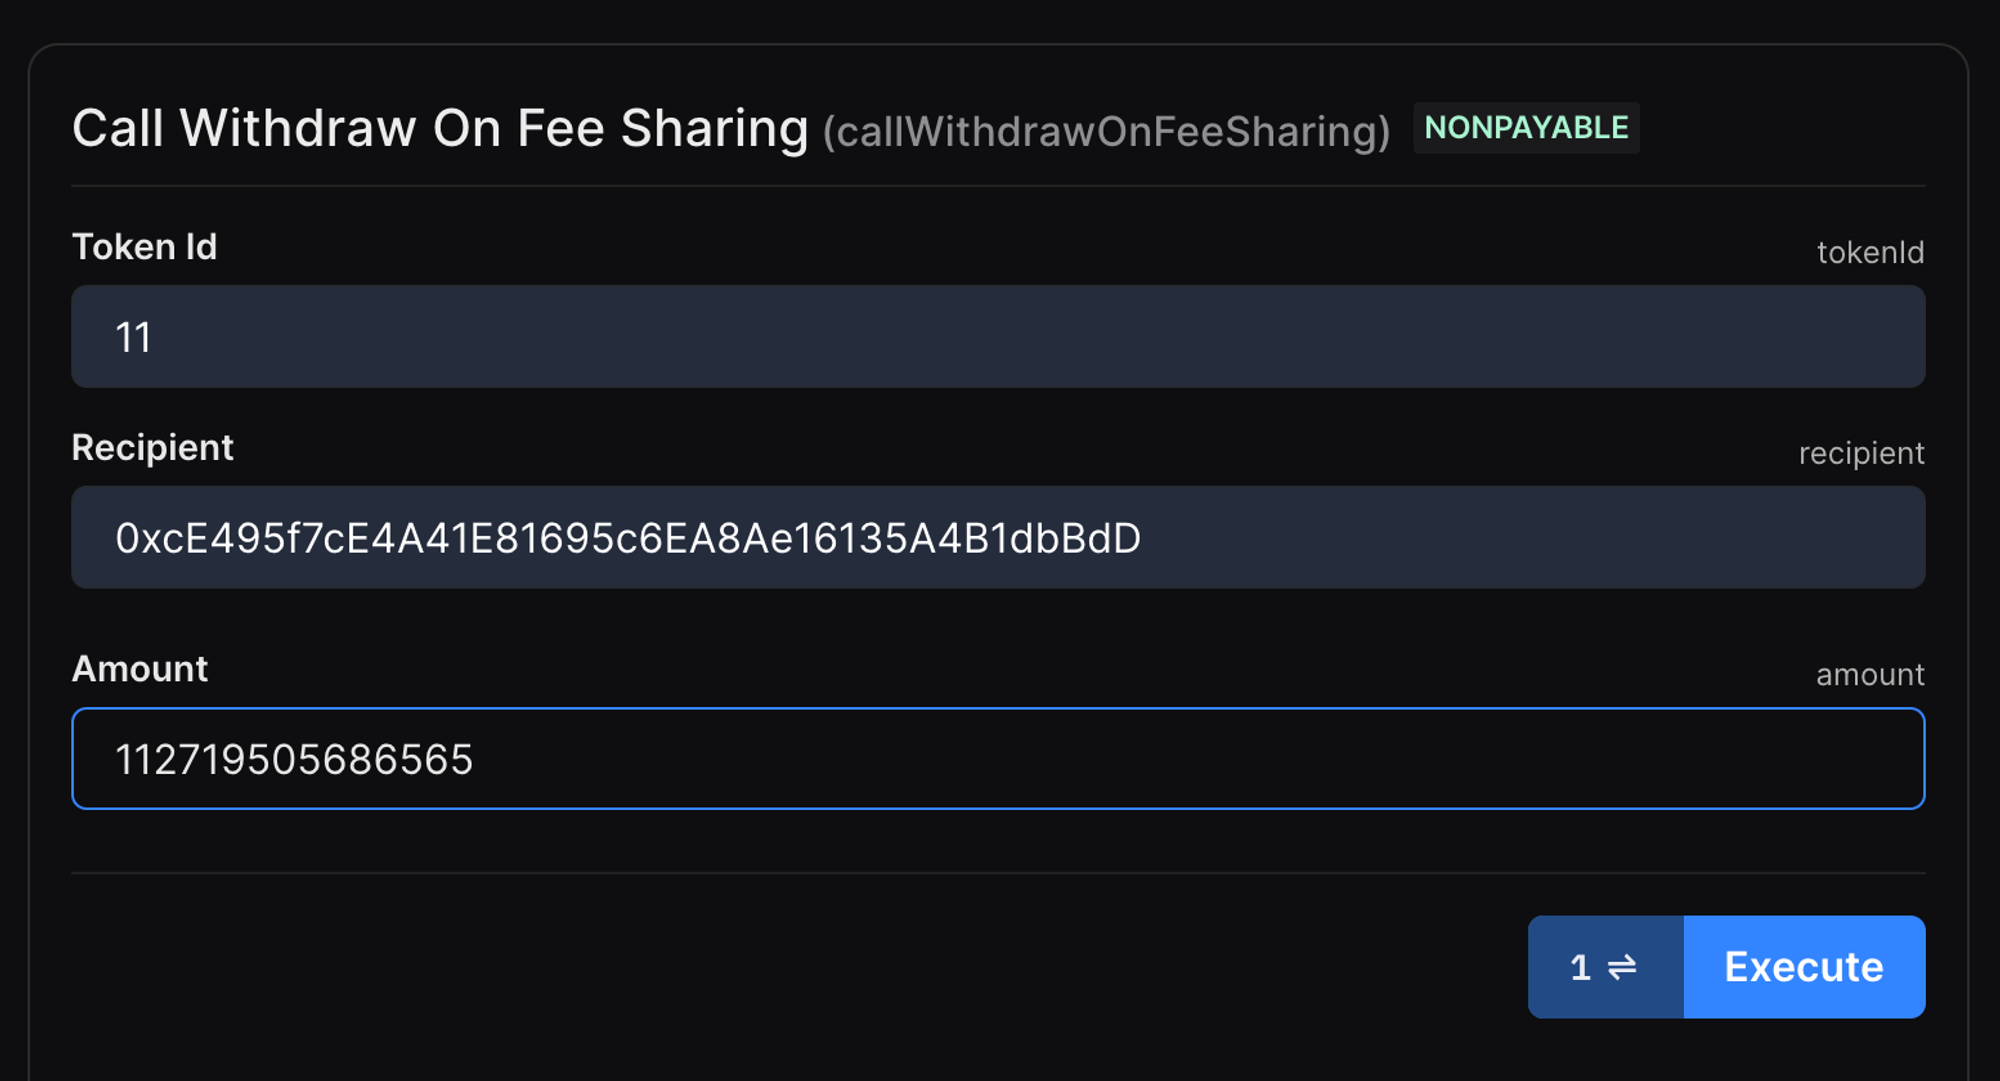 Call Withdraw On Fee Sharing (callWithdrawOnFeeSharing) NONPAYABLE
Token Id tokenId
11
Recipient recipient
0xcE495f7cE4A41E81695c6EA8Ae16135A4B1dbBdD
Amount amount
112719505686565
1 ⇌ Execute